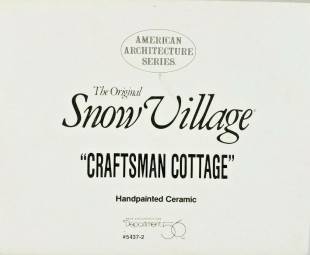 AMERICAN
ARCHITECTURE
SERIES
The Original
Snow Village
"CRAFTSMAN COTTAGE"
Handpainted Ceramic
Department 56
#5437-2